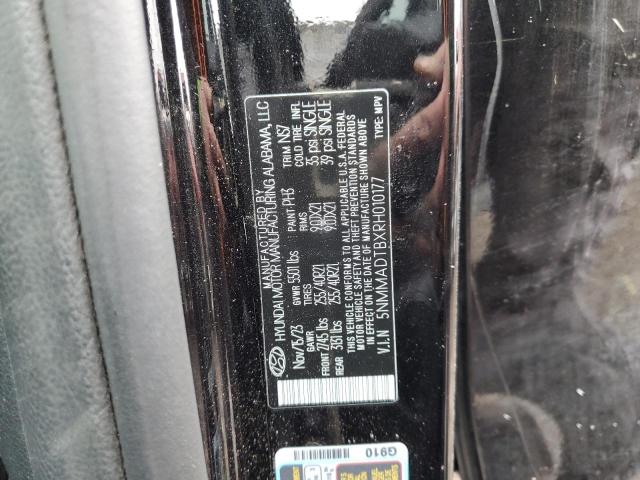 MANUFACTURED BY
HYUNDAI MOTOR MANUFACTURING ALABAMA, LLC
Nov/15/23 PAINT PH3 TRIM N67
GVWR 5501 lbs
GAWR TIRES RIMS COLD TIRE INFL
FRONT 2745 lbs 255/40R21 9.0JX21 35 psi SINGLE
REAR 3131 lbs 255/40R21 9.0JX21 39 psi SINGLE
THIS VEHICLE CONFORMS TO ALL APPLICABLE U.S.A. FEDERAL
MOTOR VEHICLE SAFETY AND THEFT PREVENTION STANDARDS
IN EFFECT ON THE DATE OF MANUFACTURE SHOWN ABOVE
V.I.N 5NMMADTBXRH010177 TYPE: MPV
G910